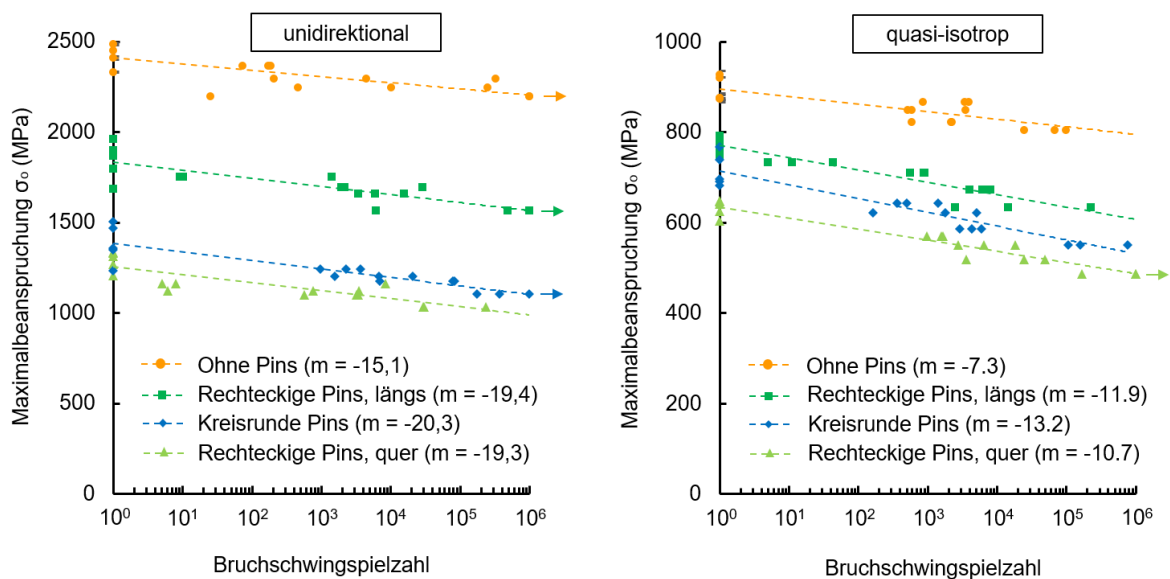 unidirektional
Maximalbeanspruchung σₒ (MPa)
2500
2000
1500
1000
500
0
Ohne Pins (m = -15,1)
Rechteckige Pins, längs (m = -19,4)
Kreisrunde Pins (m = -20,3)
Rechteckige Pins, quer (m = -19,3)
10⁰ 10¹ 10² 10³ 10⁴ 10⁵ 10⁶
Bruchschwingspielzahl
quasi-isotrop
Maximalbeanspruchung σₒ (MPa)
1000
800
600
400
200
0
Ohne Pins (m = -7.3)
Rechteckige Pins, längs (m = -11.9)
Kreisrunde Pins (m = -13.2)
Rechteckige Pins, quer (m = -10.7)
10⁰ 10¹ 10² 10³ 10⁴ 10⁵ 10⁶
Bruchschwingspielzahl